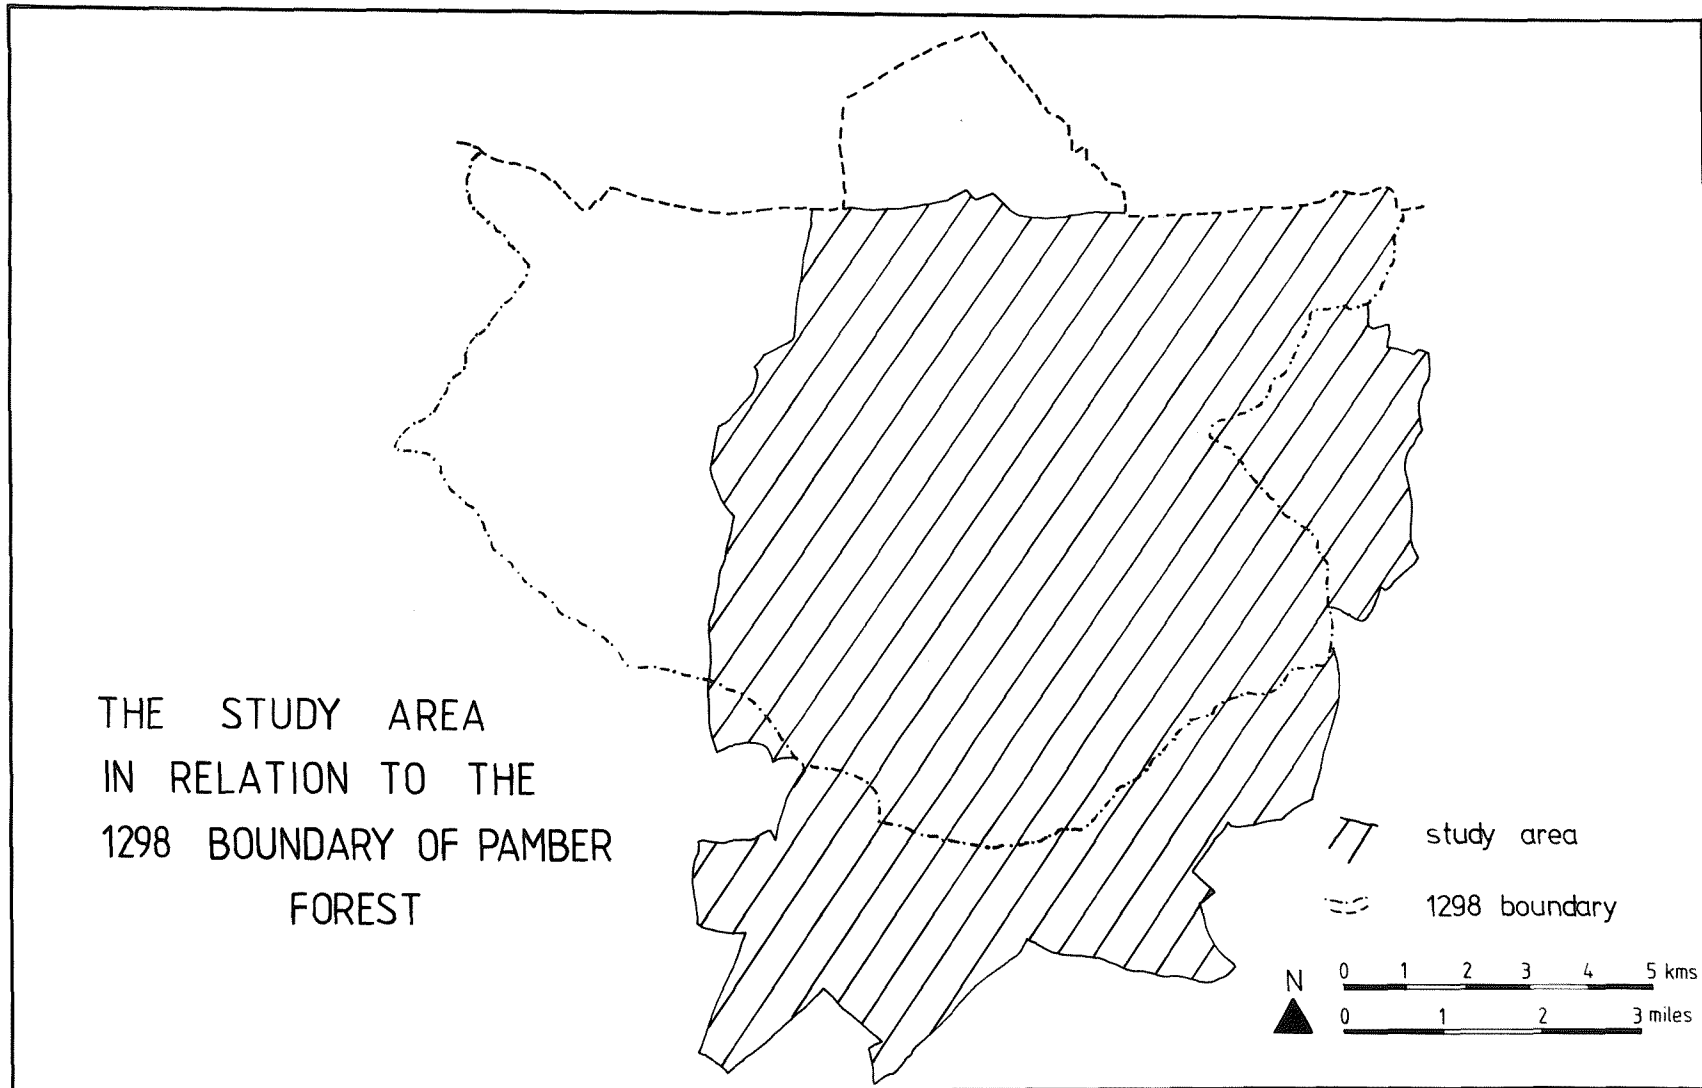 THE STUDY AREA
IN RELATION TO THE
1298 BOUNDARY OF PAMBER
FOREST
study area
1298 boundary
N
0 1 2 3 4 5 kms
0 1 2 3 miles